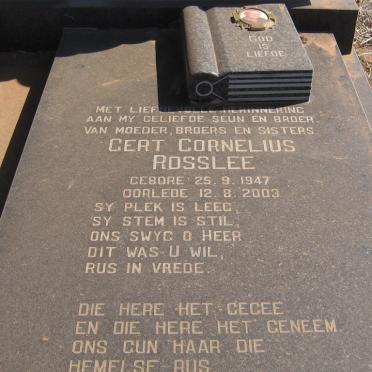 GOD
IS
LIEFDE
MET LIEFDEVOLLE HERINNERING
AAN MY GELIEFDE SEUN EN BROER.
VAN MOEDER, BROERS EN SISTERS.
GERT CORNELIUS
ROSSLEE
GEBORE 25.9.1947
OORLEDE 12.8.2003
SY PLEK IS LEEG,
SY STEM IS STIL,
ONS SWYG O HEER
DIT WAS U WIL,
RUS IN VREDE.
DIE HERE HET GEGEE
EN DIE HERE HET GENEEM.
ONS GUN HAAR DIE
HEMELSE RUS